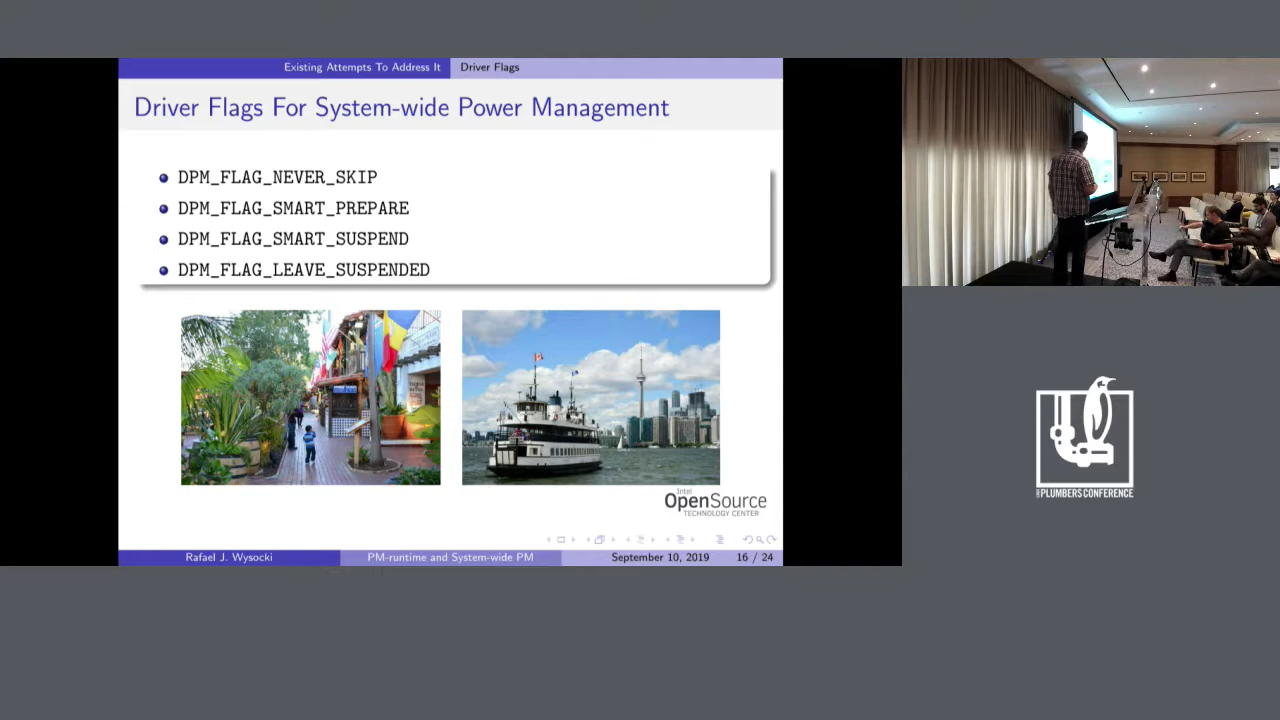 Existing Attempts To Address It Driver Flags
Driver Flags For System-wide Power Management
DPM_FLAG_NEVER_SKIP
DPM_FLAG_SMART_PREPARE
DPM_FLAG_SMART_SUSPEND
DPM_FLAG_LEAVE_SUSPENDED
Intel
OpenSource
TECHNOLOGY CENTER
Rafael J. Wysocki PM-runtime and System-wide PM September 10, 2019 16 / 24
PLUMBERS CONFERENCE